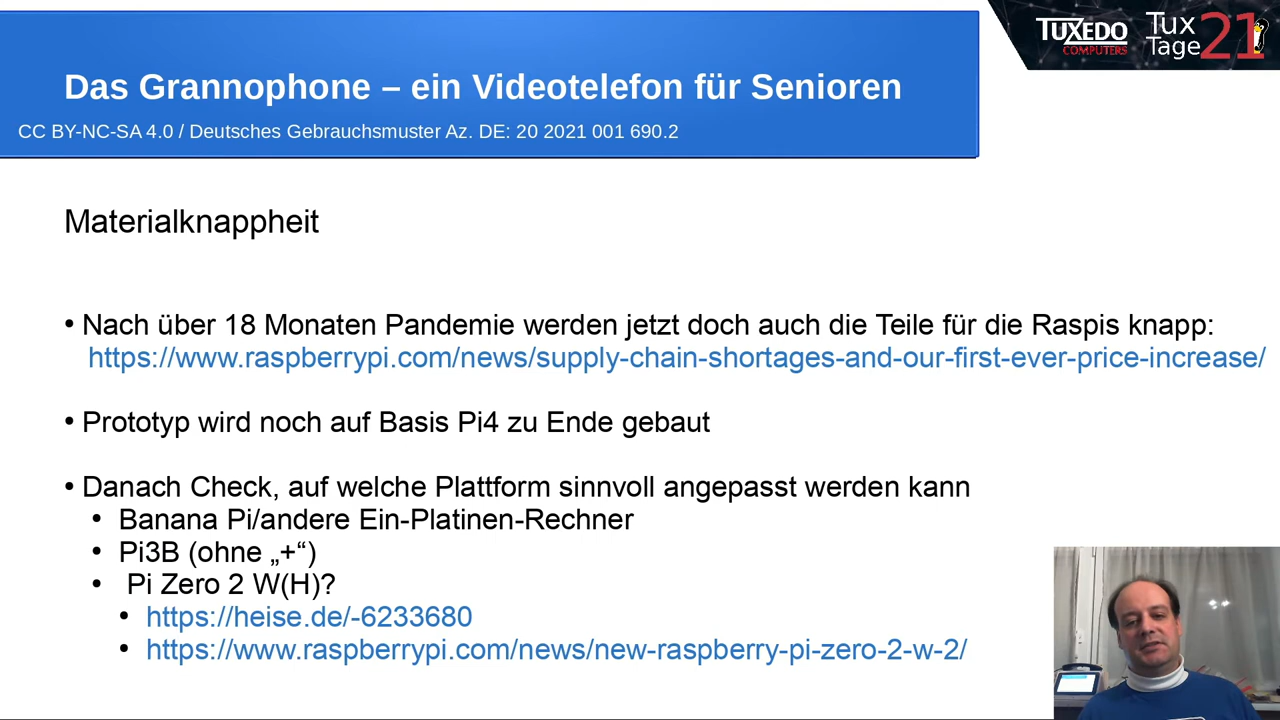 TUXEDO
COMPUTERS
Tux
Tage
21
Das Grannophone – ein Videotelefon für Senioren
CC BY-NC-SA 4.0 / Deutsches Gebrauchsmuster Az. DE: 20 2021 001 690.2
Materialknappheit
• Nach über 18 Monaten Pandemie werden jetzt doch auch die Teile für die Raspis knapp:
https://www.raspberrypi.com/news/supply-chain-shortages-and-our-first-ever-price-increase/
• Prototyp wird noch auf Basis Pi4 zu Ende gebaut
• Danach Check, auf welche Plattform sinnvoll angepasst werden kann
• Banana Pi/andere Ein-Platinen-Rechner
• Pi3B (ohne „+“)
• Pi Zero 2 W(H)?
• https://heise.de/-6233680
• https://www.raspberrypi.com/news/new-raspberry-pi-zero-2-w-2/